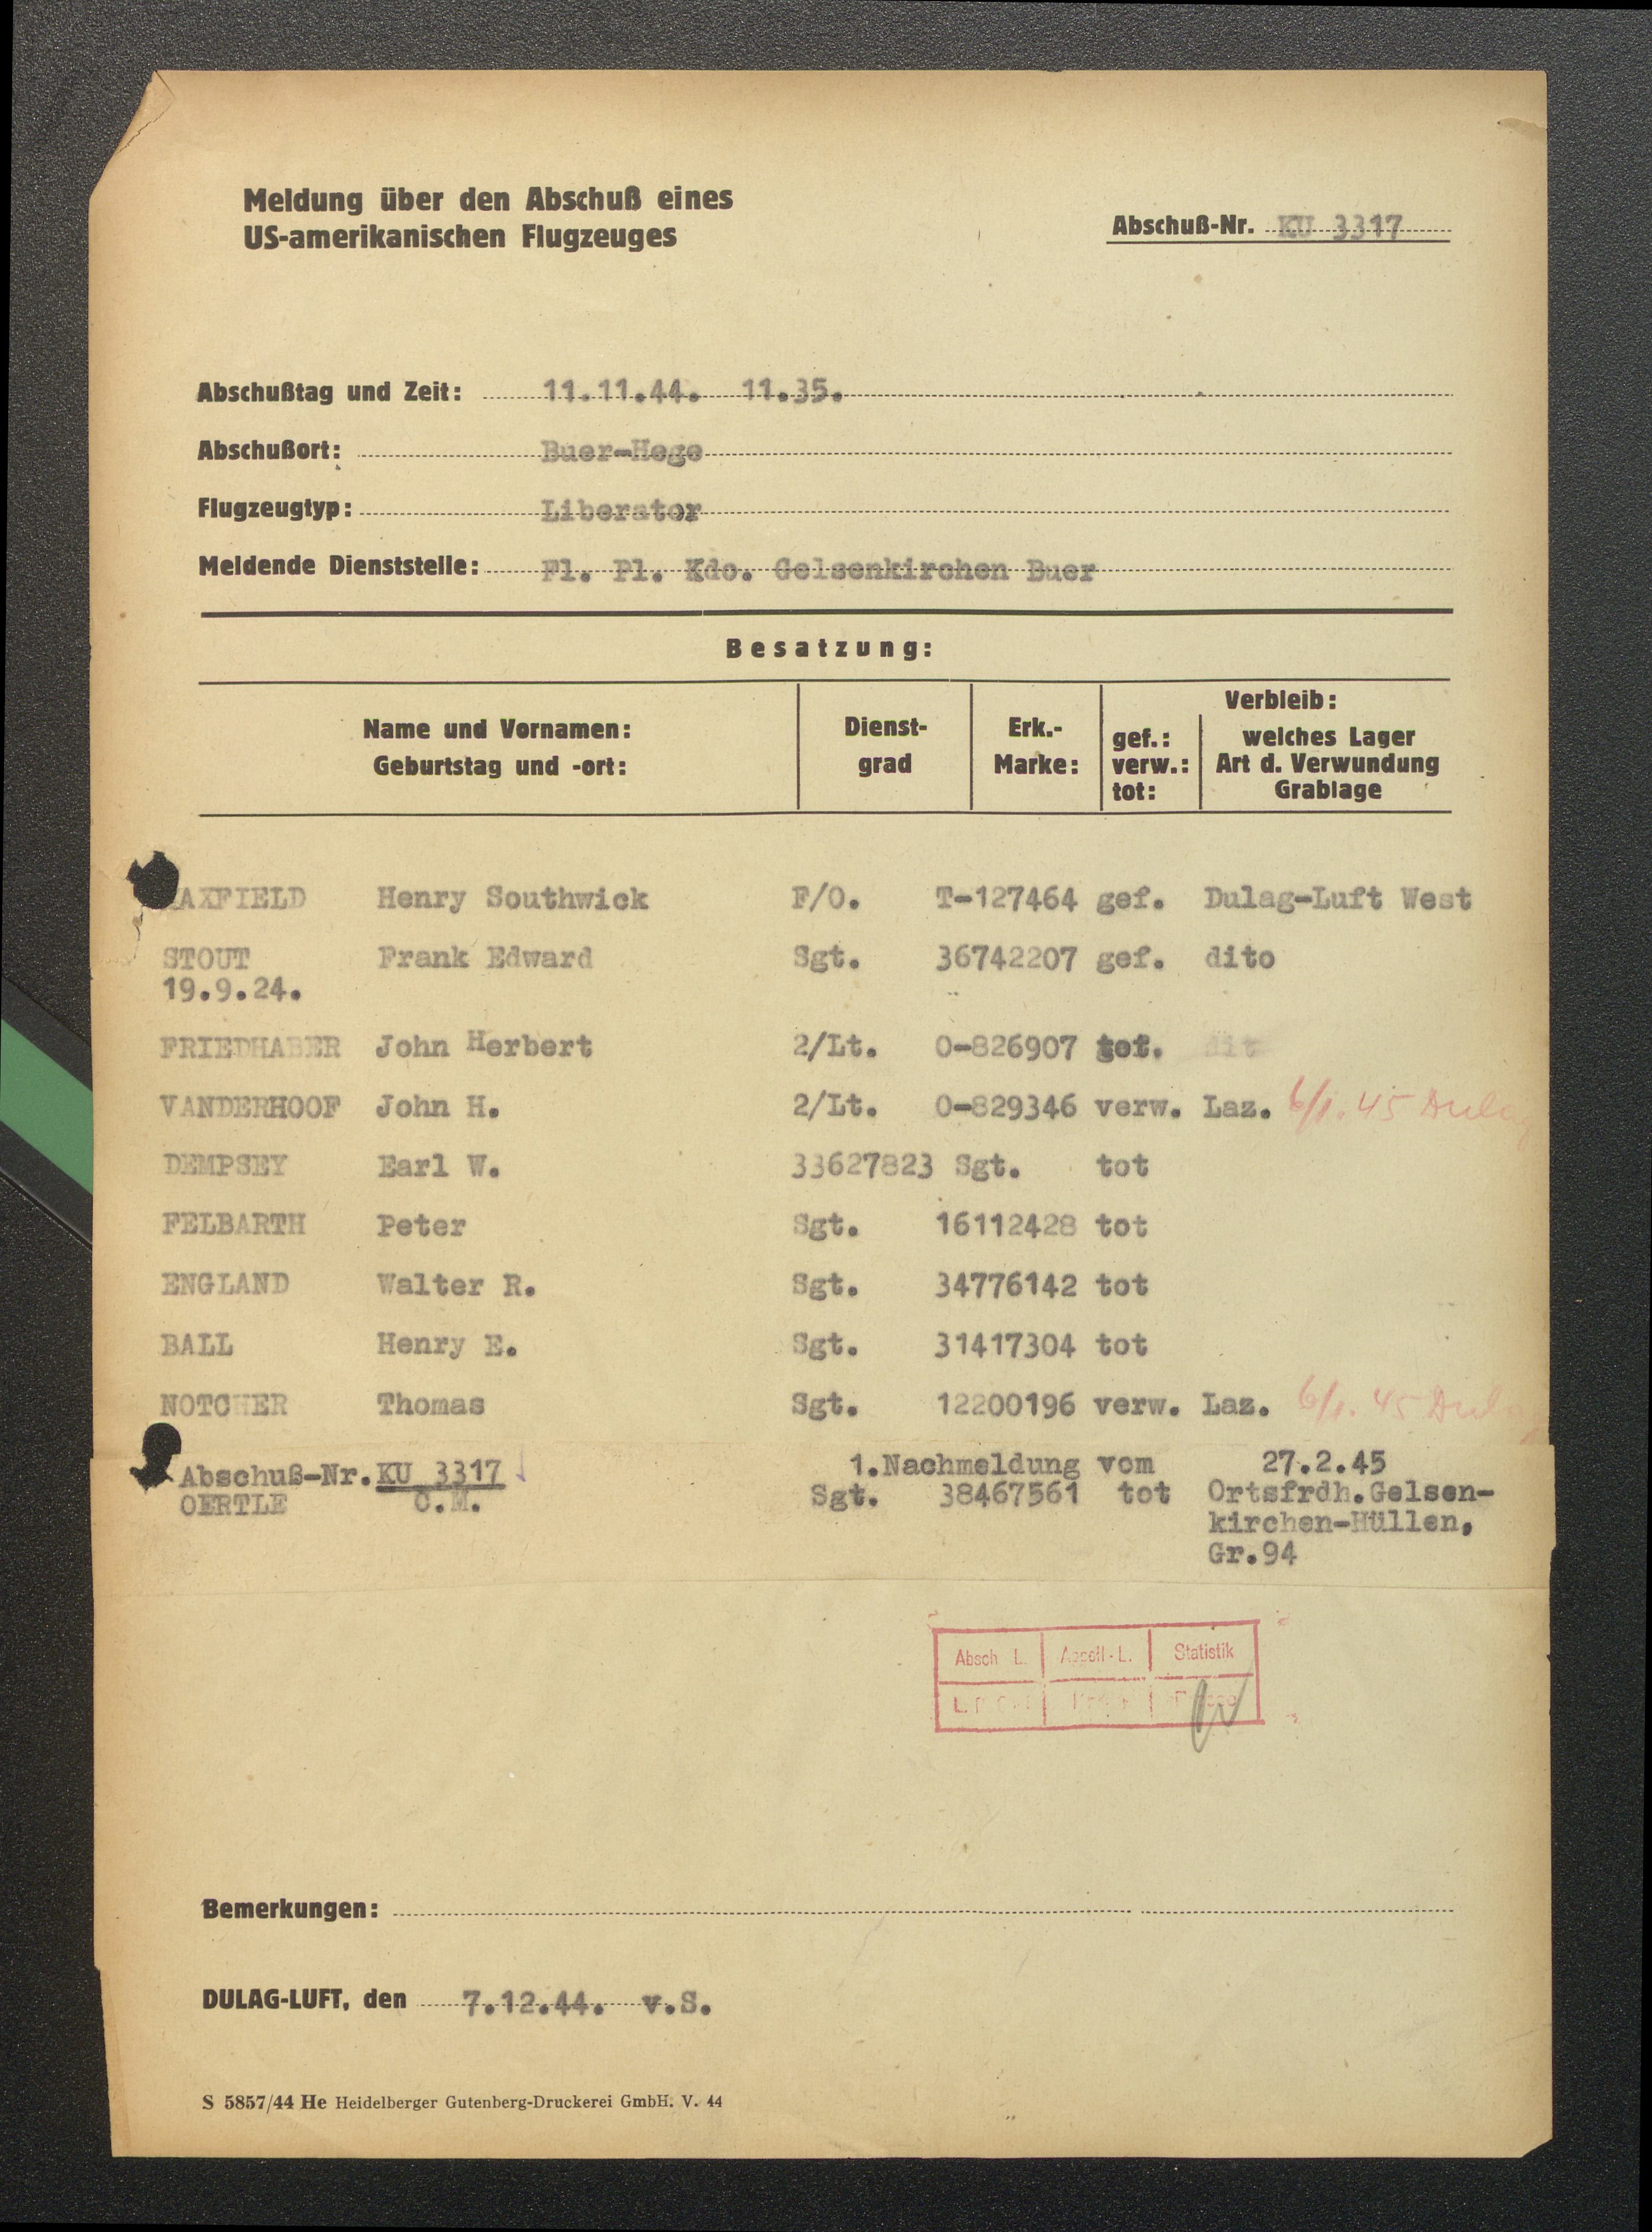 Meldung über den Abschuß eines
US-amerikanischen Flugzeuges
Abschuß-Nr. KU 3317
Abschußtag und Zeit: 11.11.44. 11.35.
Abschußort: Buer-Hege
Flugzeugtyp: Liberator
Meldende Dienststelle: Fl. Pl. Kdo. Gelsenkirchen Buer
Besatzung:
Name und Vornamen:
Geburtstag und -ort:
Dienst-
grad
Erk.-
Marke:
gef.:
verw.:
tot:
Verbleib:
welches Lager
Art d. Verwundung
Grablage
AXFIELD Henry Southwick F/O. T-127464 gef. Dulag-Luft West
STOUT Frank Edward Sgt. 36742207 gef. dito
19.9.24.
FRIEDHABER John Herbert 2/Lt. O-826907
VANDERHOOF John H. 2/Lt. O-829346 verw. Laz. 6/1. 45 Dulag
DEMPSEY Earl W. 33627823 Sgt. tot
FELBARTH Peter Sgt. 16112428 tot
ENGLAND Walter R. Sgt. 34776142 tot
BALL Henry E. Sgt. 31417304 tot
NOTCHER Thomas Sgt. 12200196 verw. Laz. 6/1. 45 Dulag
Abschuß-Nr. KU 3317 1.Nachmeldung vom 27.2.45
OERTLE C.M. Sgt. 38467561 tot Ortsfrdh.Gelsen-
kirchen-Hüllen,
Gr.94
Absch L. Statistik
Bemerkungen:
DULAG-LUFT, den 7.12.44. v.S.
S 5857/44 He Heidelberger Gutenberg-Druckerei GmbH. V. 44